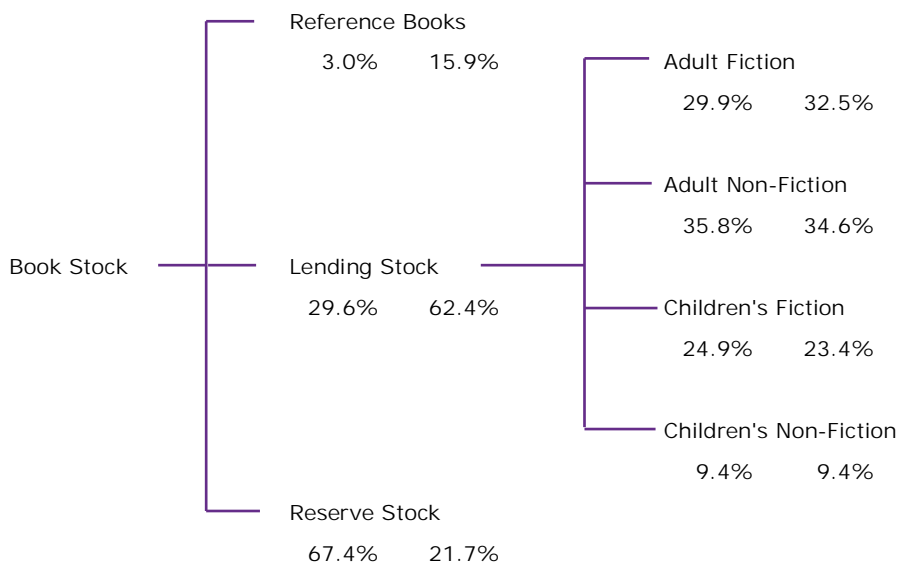 Reference Books
3.0% 15.9%
Adult Fiction
29.9% 32.5%
Adult Non-Fiction
35.8% 34.6%
Book Stock
Lending Stock
29.6% 62.4%
Children's Fiction
24.9% 23.4%
Children's Non-Fiction
9.4% 9.4%
Reserve Stock
67.4% 21.7%